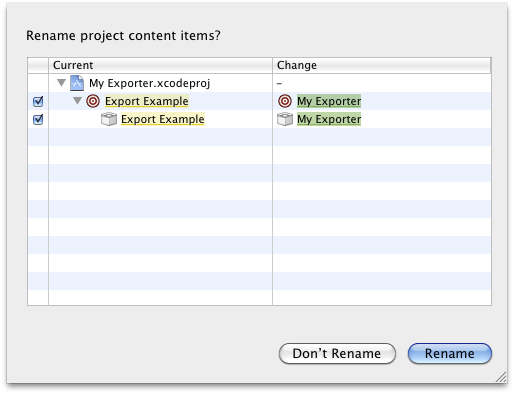 Rename project content items?
Current Change
My Exporter.xcodeproj –
Export Example My Exporter
Export Example My Exporter
Don't Rename Rename